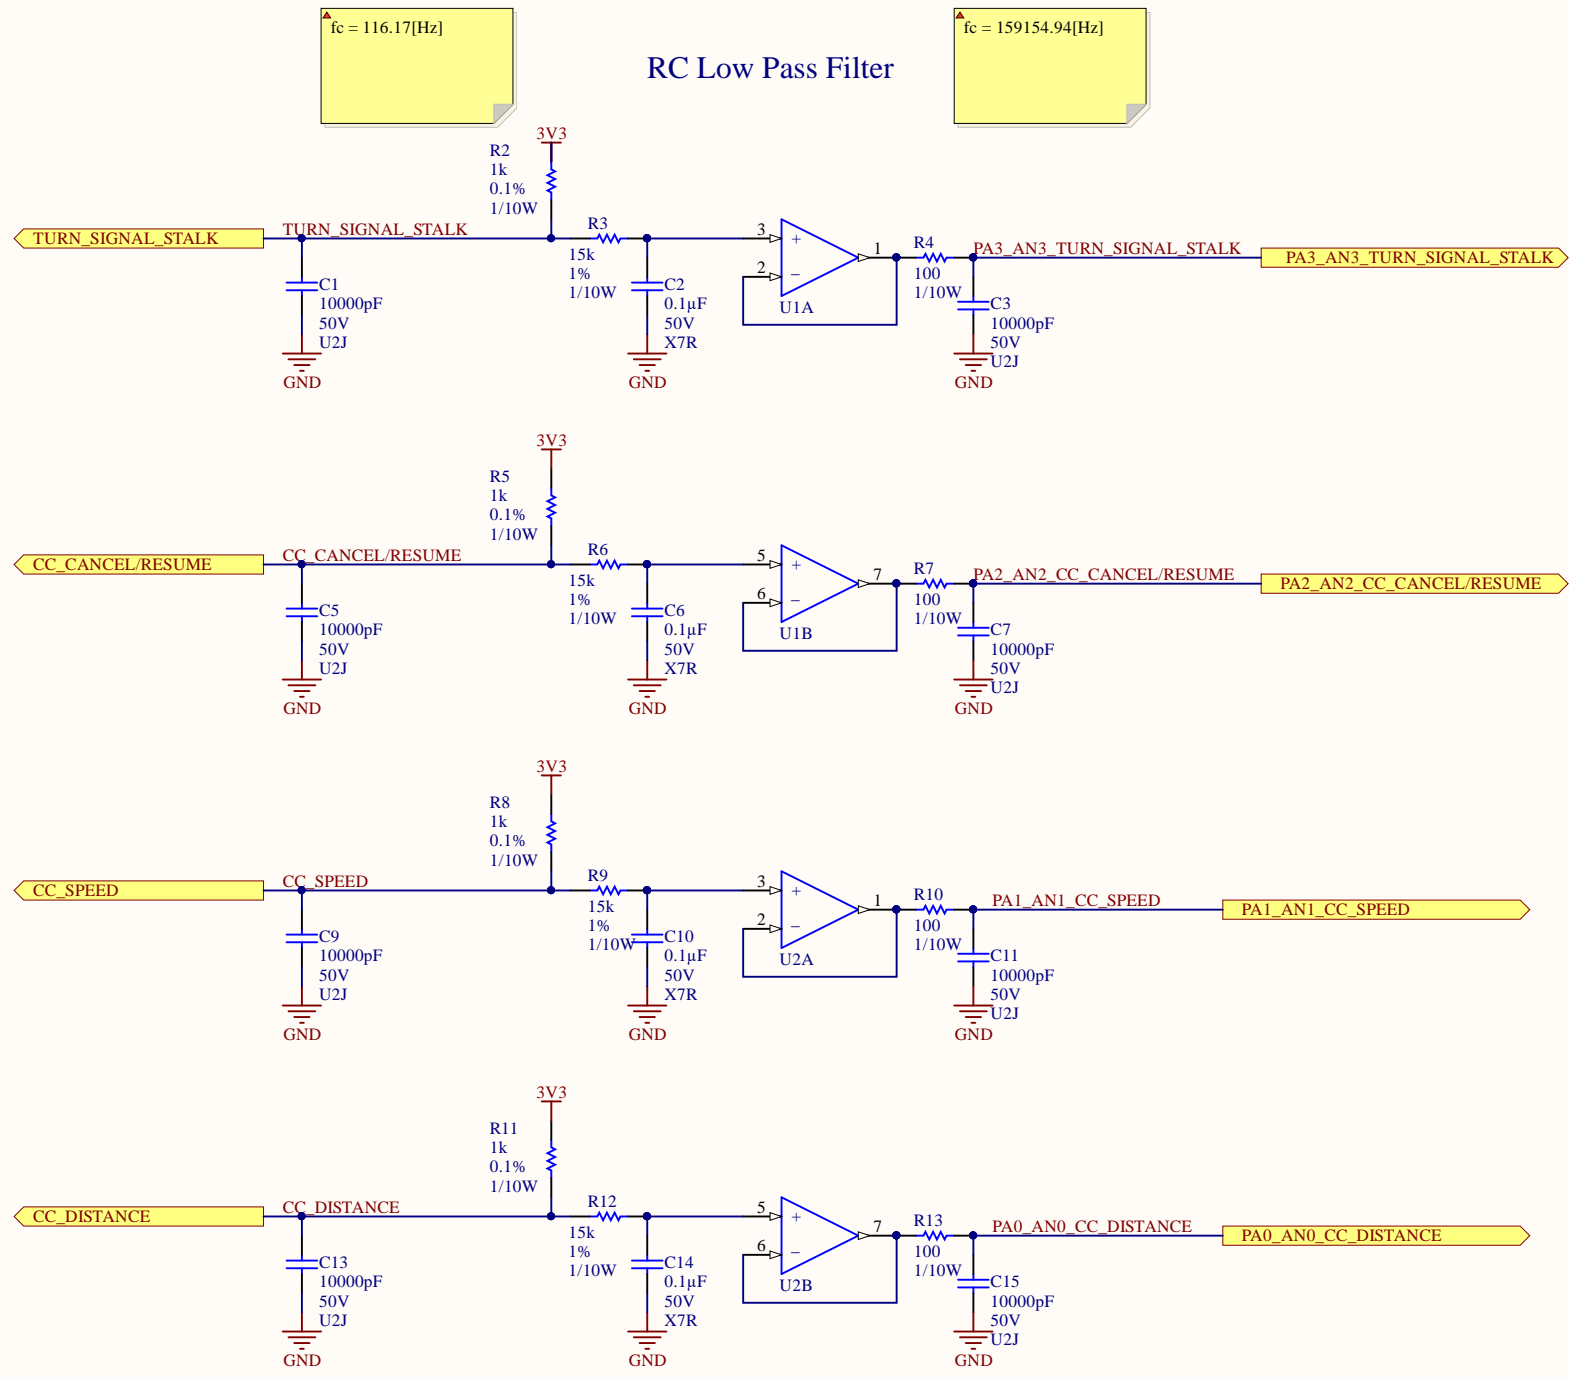 fc = 116.17[Hz]
fc = 159154.94[Hz]
RC Low Pass Filter
3V3
R2
1k
0.1%
1/10W
TURN_SIGNAL_STALK
TURN_SIGNAL_STALK
C1
10000pF
50V
U2J
GND
R3
15k
1%
1/10W
C2
0.1µF
50V
X7R
GND
3
2
+
−
1
U1A
R4
100
1/10W
PA3_AN3_TURN_SIGNAL_STALK
PA3_AN3_TURN_SIGNAL_STALK
C3
10000pF
50V
U2J
GND
3V3
R5
1k
0.1%
1/10W
CC_CANCEL/RESUME
CC_CANCEL/RESUME
C5
10000pF
50V
U2J
GND
R6
15k
1%
1/10W
C6
0.1µF
50V
X7R
GND
5
6
+
−
7
U1B
R7
100
1/10W
PA2_AN2_CC_CANCEL/RESUME
PA2_AN2_CC_CANCEL/RESUME
C7
10000pF
50V
U2J
GND
3V3
R8
1k
0.1%
1/10W
CC_SPEED
CC_SPEED
C9
10000pF
50V
U2J
GND
R9
15k
1%
1/10W
C10
0.1µF
50V
X7R
GND
3
2
+
−
1
U2A
R10
100
1/10W
PA1_AN1_CC_SPEED
PA1_AN1_CC_SPEED
C11
10000pF
50V
U2J
GND
3V3
R11
1k
0.1%
1/10W
CC_DISTANCE
CC_DISTANCE
C13
10000pF
50V
U2J
GND
R12
15k
1%
1/10W
C14
0.1µF
50V
X7R
GND
5
6
+
−
7
U2B
R13
100
1/10W
PA0_AN0_CC_DISTANCE
PA0_AN0_CC_DISTANCE
C15
10000pF
50V
U2J
GND